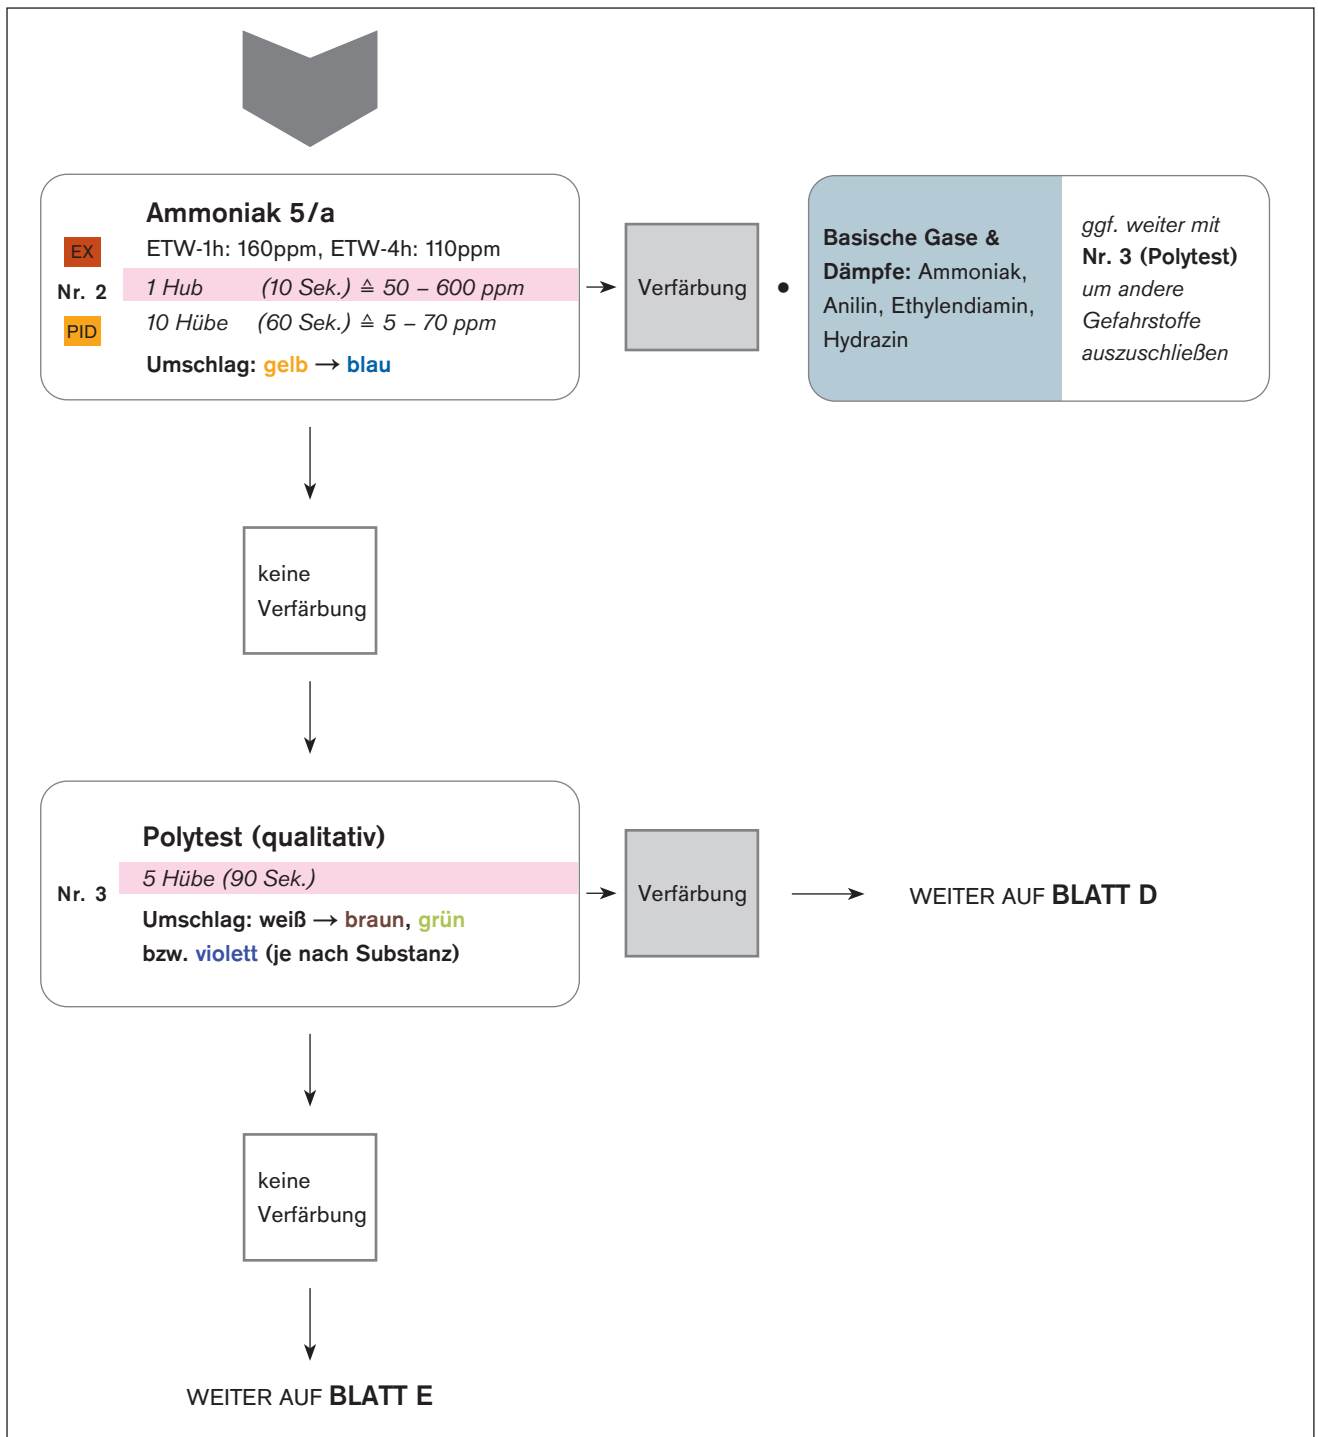 Ammoniak 5/a
EX
ETW-1h: 160ppm, ETW-4h: 110ppm
Nr. 2
1 Hub (10 Sek.) ≙ 50 – 600 ppm
PID
10 Hübe (60 Sek.) ≙ 5 – 70 ppm
Umschlag: gelb → blau
Verfärbung
•
Basische Gase &
Dämpfe: Ammoniak,
Anilin, Ethylendiamin,
Hydrazin
ggf. weiter mit
Nr. 3 (Polytest)
um andere
Gefahrstoffe
auszuschließen
keine
Verfärbung
Polytest (qualitativ)
Nr. 3
5 Hübe (90 Sek.)
Umschlag: weiß → braun, grün
bzw. violett (je nach Substanz)
Verfärbung
WEITER AUF BLATT D
keine
Verfärbung
WEITER AUF BLATT E